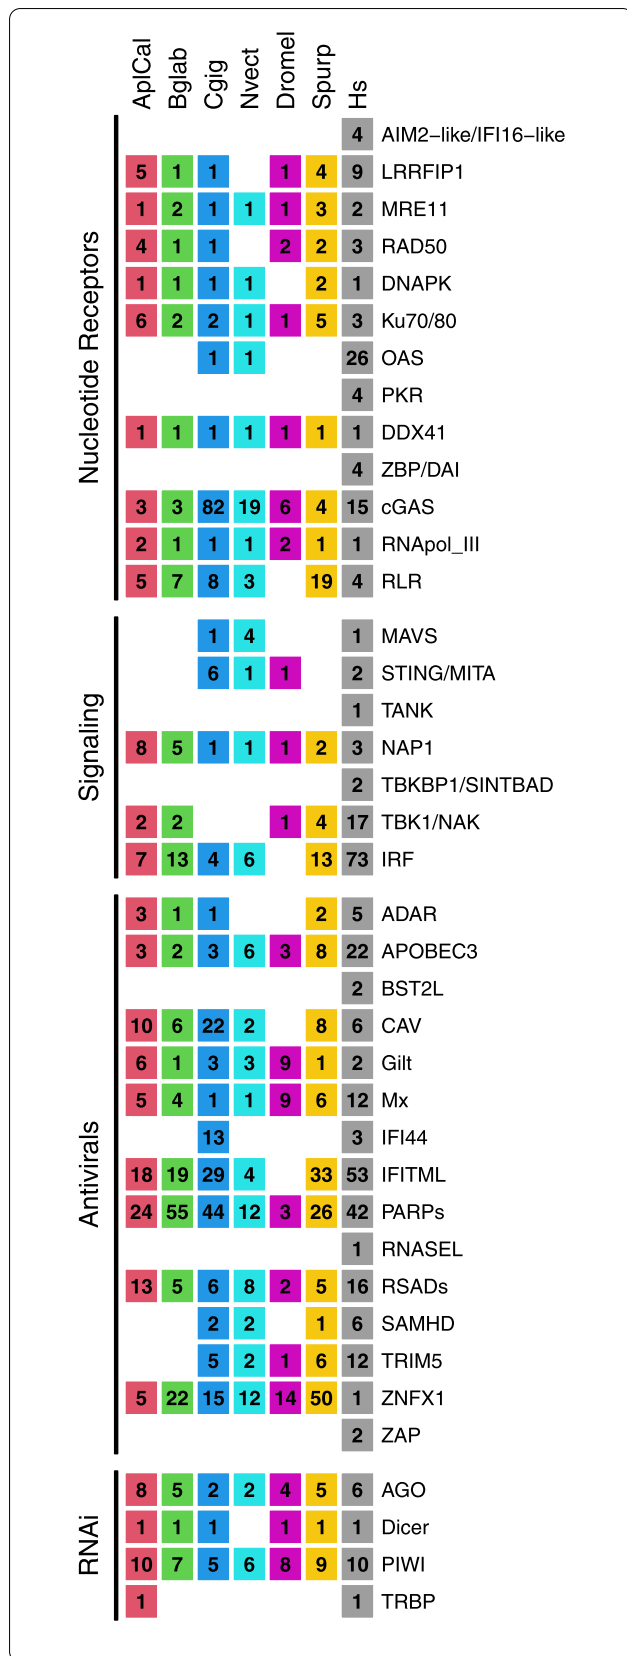 AplCal Bglab Cgig Nvect Dromel Spurp Hs
Nucleotide Receptors
4 AIM2−like/IFI16−like
5 1 1 1 4 9 LRRFIP1
1 2 1 1 1 3 2 MRE11
4 1 1 2 2 3 RAD50
1 1 1 1 2 1 DNAPK
6 2 2 1 1 5 3 Ku70/80
1 1 26 OAS
4 PKR
1 1 1 1 1 1 1 DDX41
4 ZBP/DAI
3 3 82 19 6 4 15 cGAS
2 1 1 1 2 1 1 RNApol_III
5 7 8 3 19 4 RLR
Signaling
1 4 1 MAVS
6 1 1 2 STING/MITA
1 TANK
8 5 1 1 1 2 3 NAP1
2 TBKBP1/SINTBAD
2 2 1 4 17 TBK1/NAK
7 13 4 6 13 73 IRF
Antivirals
3 1 1 2 5 ADAR
3 2 3 6 3 8 22 APOBEC3
2 BST2L
10 6 22 2 8 6 CAV
6 1 3 3 9 1 2 Gilt
5 4 1 1 9 6 12 Mx
13 3 IFI44
18 19 29 4 33 53 IFITML
24 55 44 12 3 26 42 PARPs
1 RNASEL
13 5 6 8 2 5 16 RSADs
2 2 1 6 SAMHD
5 2 1 6 12 TRIM5
5 22 15 12 14 50 1 ZNFX1
2 ZAP
RNAi
8 5 2 2 4 5 6 AGO
1 1 1 1 1 1 Dicer
10 7 5 6 8 9 10 PIWI
1 1 TRBP